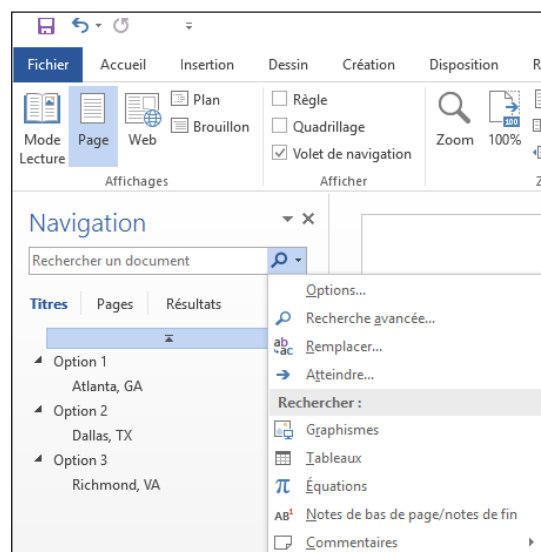 Fichier Accueil Insertion Dessin Création Disposition R
Mode Lecture Page Web Plan Brouillon Règle Quadrillage Volet de navigation Zoom 100%
100
Affichages Afficher Z
Navigation
Rechercher un document
Titres Pages Résultats
Option 1
Atlanta, GA
Option 2
Dallas, TX
Option 3
Richmond, VA
Options...
Recherche avancée...
Remplacer...
Atteindre...
Rechercher :
Graphismes
Tableaux
Équations
AB¹ Notes de bas de page/notes de fin
Commentaires